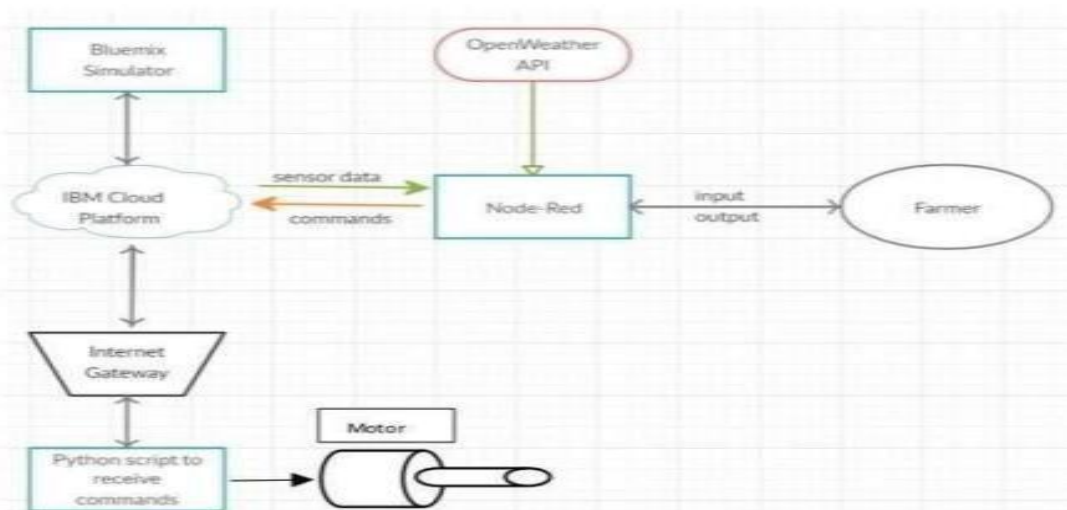 Bluemix
Simulator
OpenWeather
API
IBM Cloud
Platform
sensor data
commands
Node-Red
input
output
Farmer
Internet
Gateway
Motor
Python script to
receive
commands